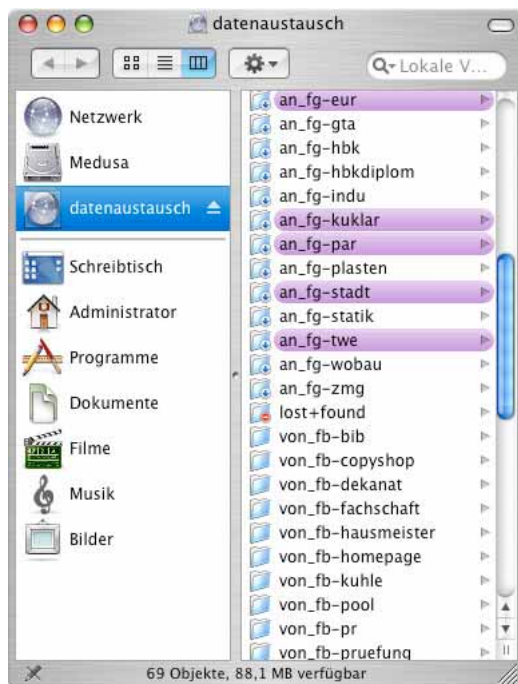 datenaustausch
Lokale V...
Netzwerk
Medusa
datenaustausch
Schreibtisch
Administrator
Programme
Dokumente
Filme
Musik
Bilder
an_fg-eur
an_fg-gta
an_fg-hbk
an_fg-hbkdiplom
an_fg-indu
an_fg-kuklar
an_fg-par
an_fg-plasten
an_fg-stadt
an_fg-statik
an_fg-twe
an_fg-wobau
an_fg-zmg
lost+found
von_fb-bib
von_fb-copyshop
von_fb-dekanat
von_fb-fachschaft
von_fb-hausmeister
von_fb-homepage
von_fb-kuhle
von_fb-pool
von_fb-pr
von_fb-pruefung
69 Objekte, 88,1 MB verfügbar